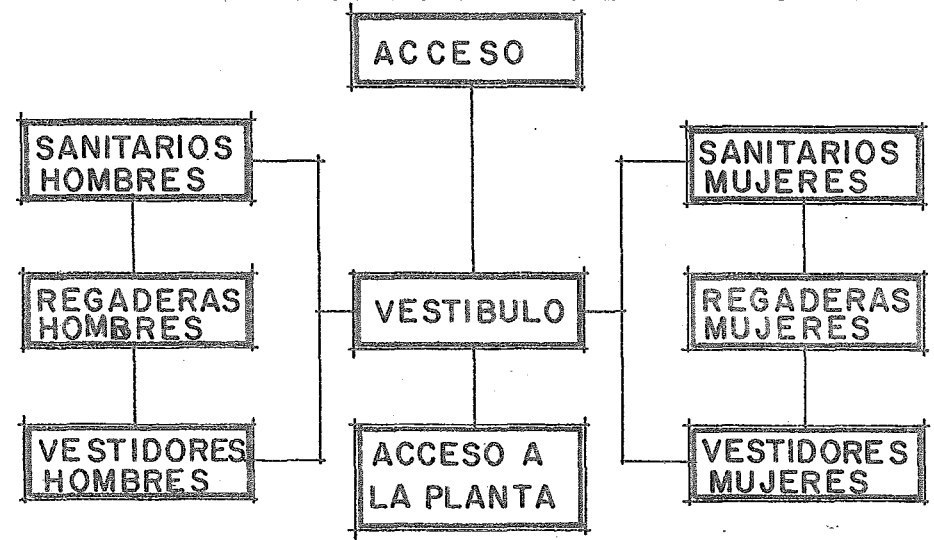 ACCESO
SANITARIOS
HOMBRES
SANITARIOS
MUJERES
REGADERAS
HOMBRES
VESTIBULO
REGADERAS
MUJERES
VESTIDORES
HOMBRES
ACCESO A
LA PLANTA
VESTIDORES
MUJERES